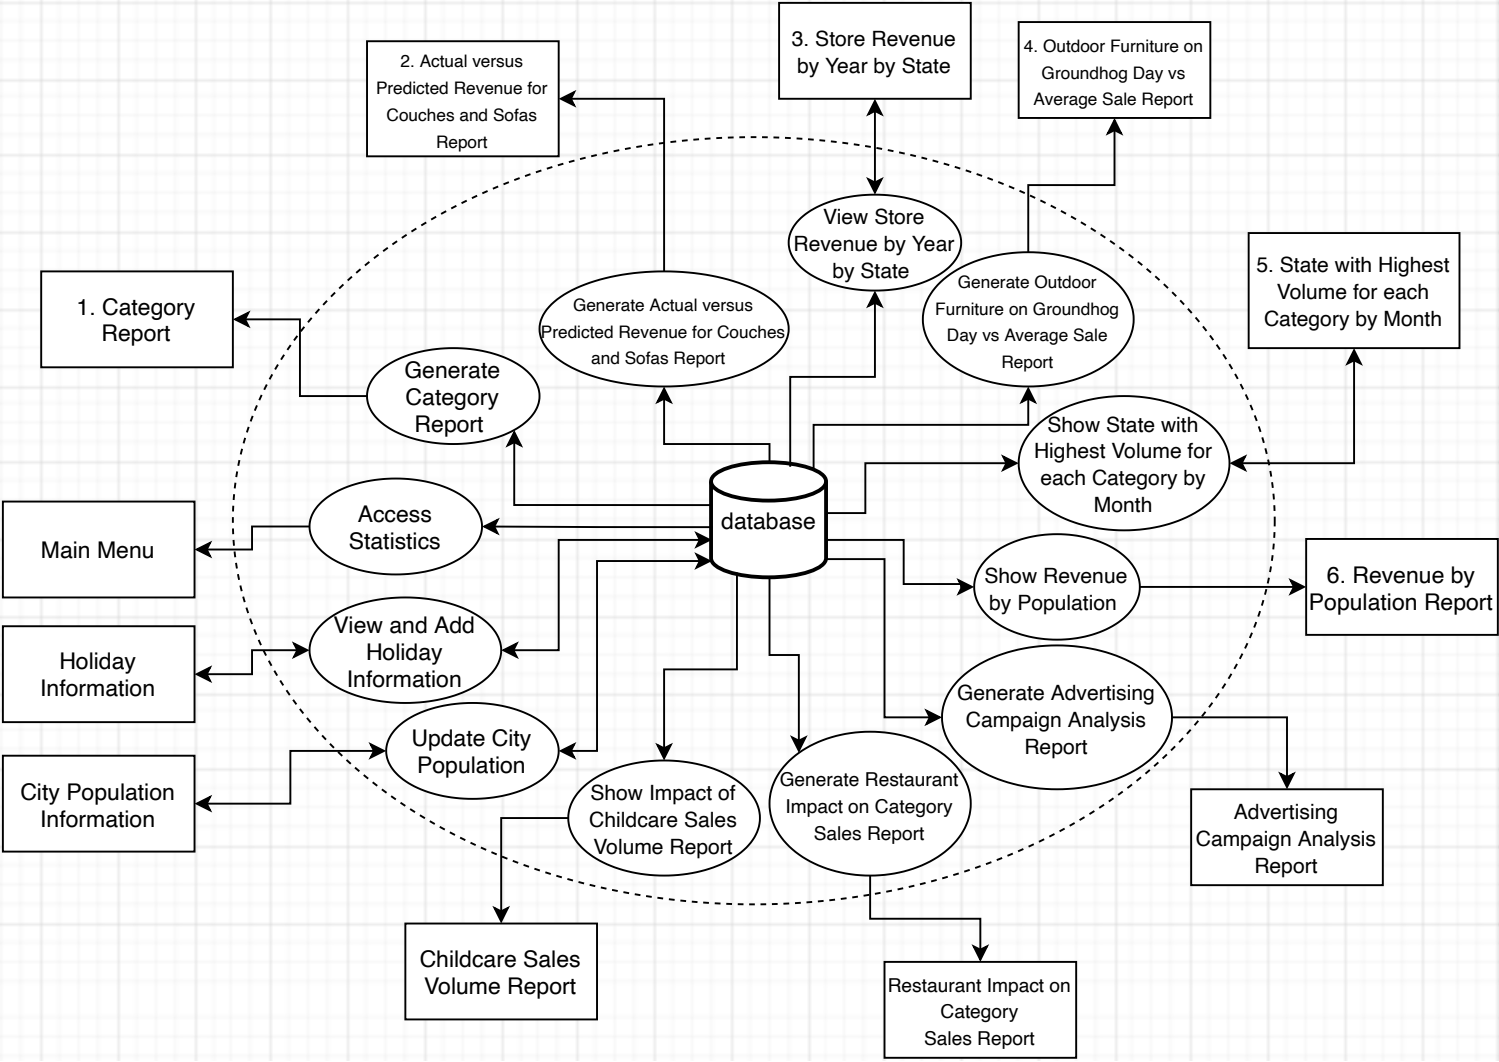 3. Store Revenue
by Year by State
4. Outdoor Furniture on
Groundhog Day vs
Average Sale Report
2. Actual versus
Predicted Revenue for
Couches and Sofas
Report
View Store
Revenue by Year
by State
5. State with Highest
Volume for each
Category by Month
1. Category
Report
Generate Actual versus
Predicted Revenue for Couches
and Sofas Report
Generate Outdoor
Furniture on Groundhog
Day vs Average Sale
Report
Generate
Category
Report
Show State with
Highest Volume for
each Category by
Month
Main Menu
Access
Statistics
database
Show Revenue
by Population
6. Revenue by
Population Report
Holiday
Information
View and Add
Holiday
Information
Generate Advertising
Campaign Analysis
Report
City Population
Information
Update City
Population
Show Impact of
Childcare Sales
Volume Report
Generate Restaurant
Impact on Category
Sales Report
Advertising
Campaign Analysis
Report
Childcare Sales
Volume Report
Restaurant Impact on
Category
Sales Report